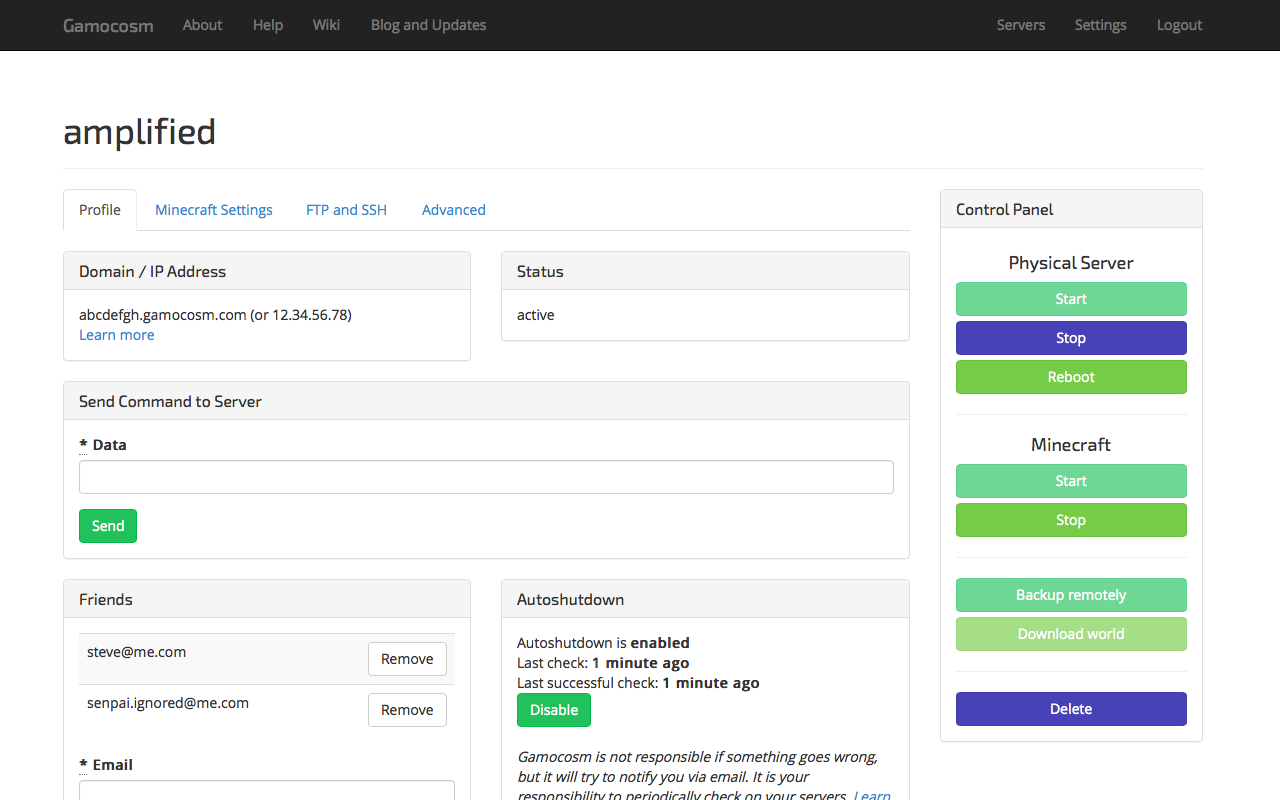 Gamocosm About Help Wiki Blog and Updates Servers Settings Logout
amplified
Profile Minecraft Settings FTP and SSH Advanced
Domain / IP Address
abcdefgh.gamocosm.com (or 12.34.56.78)
Learn more
Status
active
Send Command to Server
* Data
Send
Friends
steve@me.com Remove
senpai.ignored@me.com Remove
* Email
Autoshutdown
Autoshutdown is enabled
Last check: 1 minute ago
Last successful check: 1 minute ago
Disable
Gamocosm is not responsible if something goes wrong,
but it will try to notify you via email. It is your
responsibility to periodically check on your servers. Learn
Control Panel
Physical Server
Start
Stop
Reboot
Minecraft
Start
Stop
Backup remotely
Download world
Delete